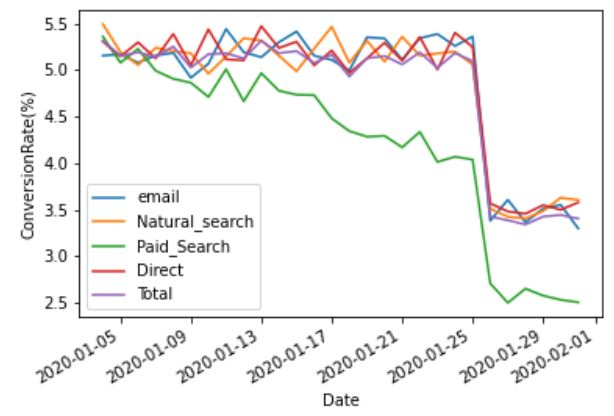 5.5
5.0
4.5
4.0
3.5
3.0
2.5
ConversionRate(%)
email
Natural_search
Paid_Search
Direct
Total
2020-01-05
2020-01-09
2020-01-13
2020-01-17
2020-01-21
2020-01-25
2020-01-29
2020-02-01
Date